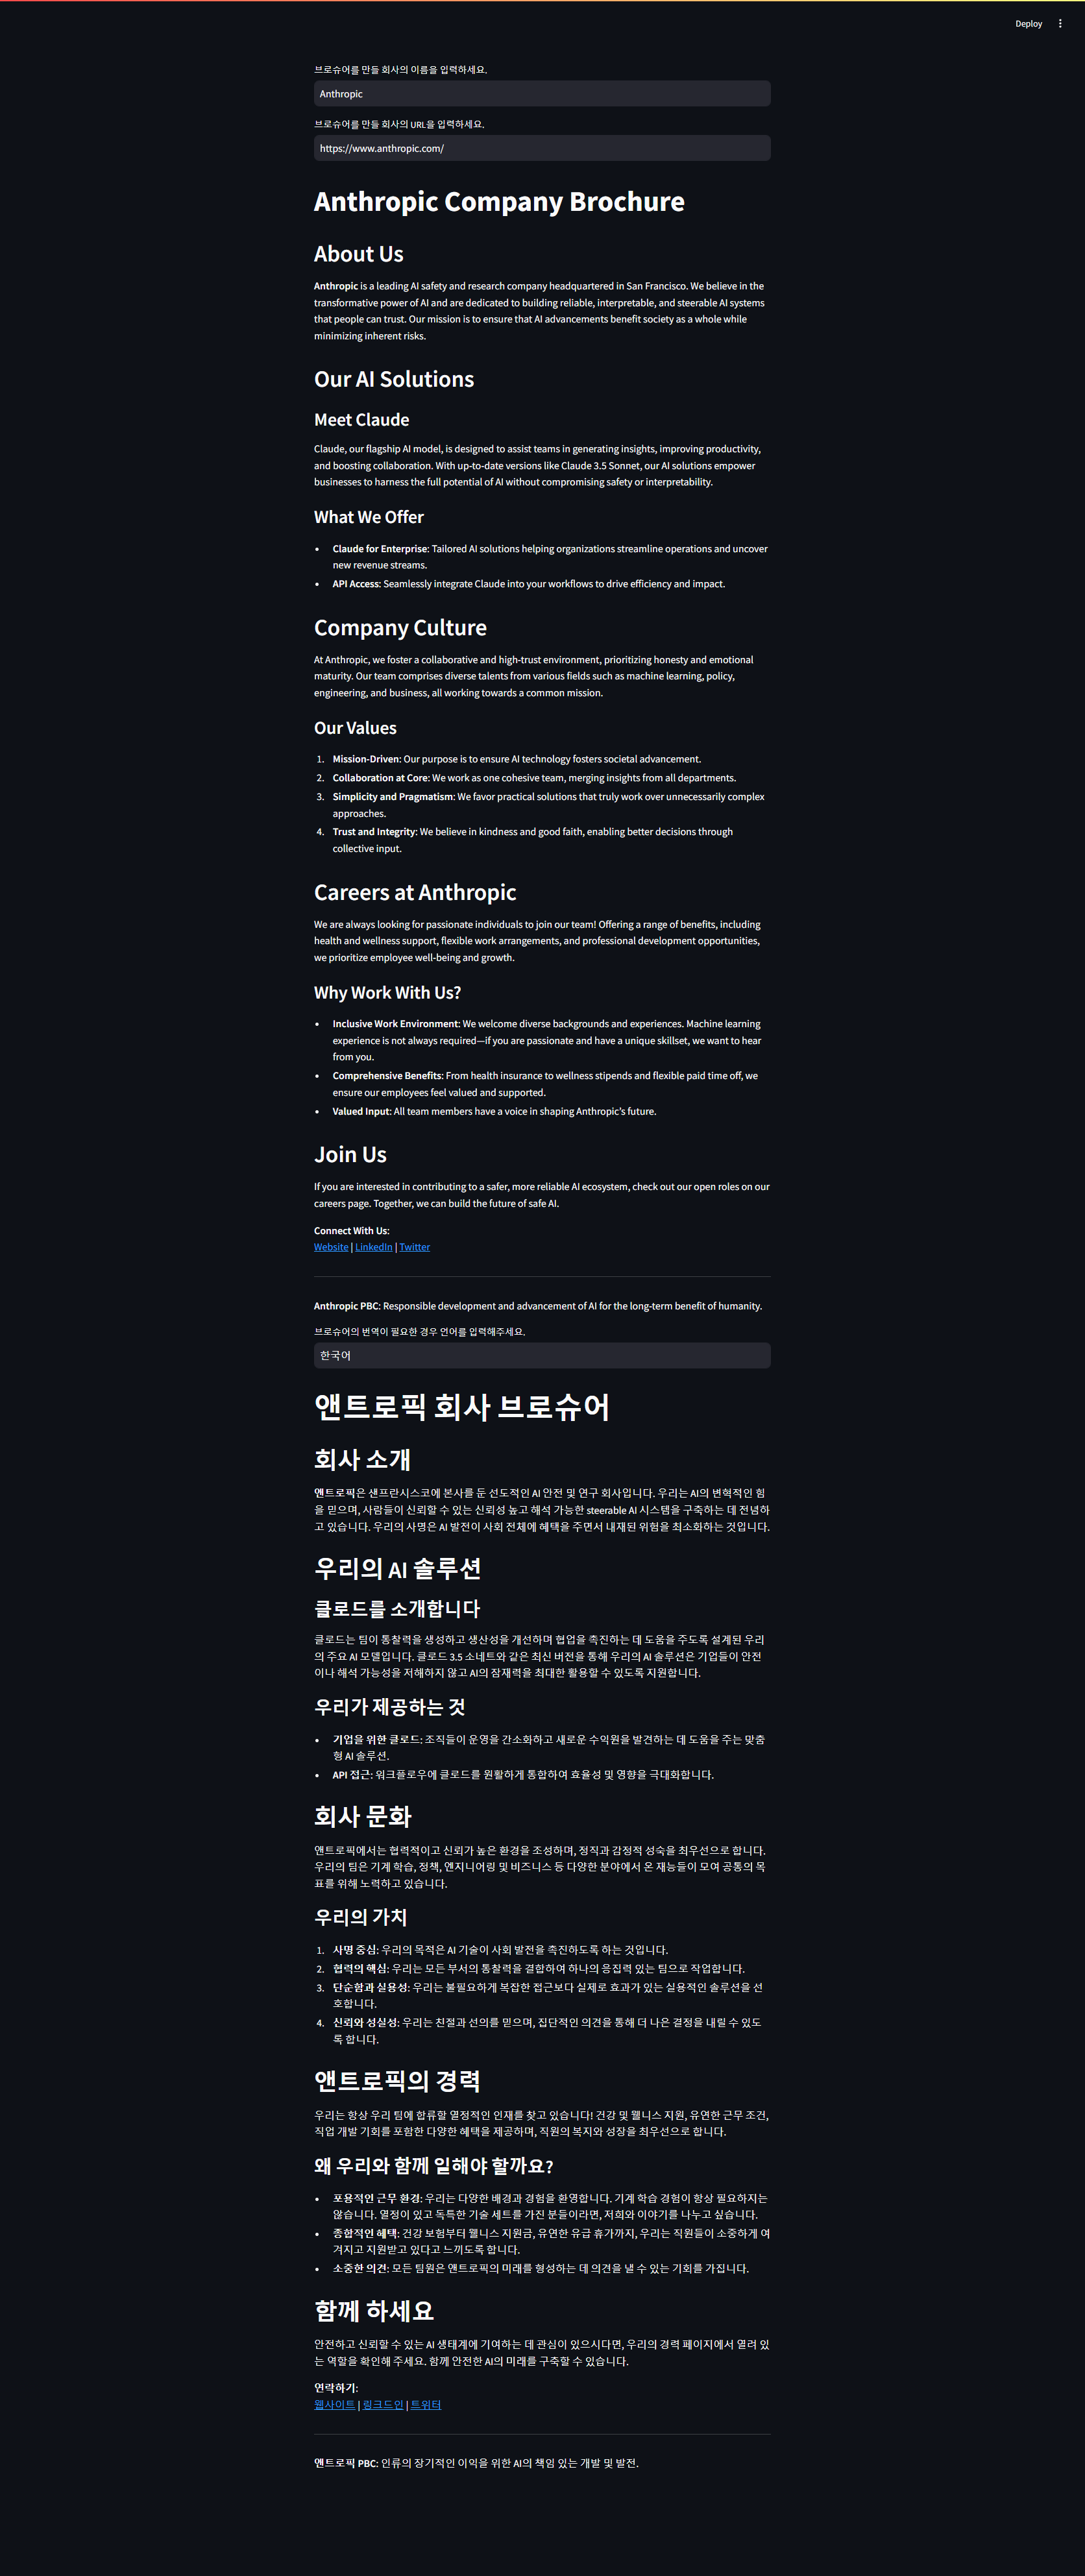 Deploy
브로슈어를 만들 회사의 이름을 입력하세요.
Anthropic
브로슈어를 만들 회사의 URL을 입력하세요.
https://www.anthropic.com/
Anthropic Company Brochure
About Us
Anthropic is a leading AI safety and research company headquartered in San Francisco. We believe in the
transformative power of AI and are dedicated to building reliable, interpretable, and steerable AI systems
that people can trust. Our mission is to ensure that AI advancements benefit society as a whole while
minimizing inherent risks.
Our AI Solutions
Meet Claude
Claude, our flagship AI model, is designed to assist teams in generating insights, improving productivity,
and boosting collaboration. With up-to-date versions like Claude 3.5 Sonnet, our AI solutions empower
businesses to harness the full potential of AI without compromising safety or interpretability.
What We Offer
• Claude for Enterprise: Tailored AI solutions helping organizations streamline operations and uncover
new revenue streams.
• API Access: Seamlessly integrate Claude into your workflows to drive efficiency and impact.
Company Culture
At Anthropic, we foster a collaborative and high-trust environment, prioritizing honesty and emotional
maturity. Our team comprises diverse talents from various fields such as machine learning, policy,
engineering, and business, all working towards a common mission.
Our Values
1. Mission-Driven: Our purpose is to ensure AI technology fosters societal advancement.
2. Collaboration at Core: We work as one cohesive team, merging insights from all departments.
3. Simplicity and Pragmatism: We favor practical solutions that truly work over unnecessarily complex
approaches.
4. Trust and Integrity: We believe in kindness and good faith, enabling better decisions through
collective input.
Careers at Anthropic
We are always looking for passionate individuals to join our team! Offering a range of benefits, including
health and wellness support, flexible work arrangements, and professional development opportunities,
we prioritize employee well-being and growth.
Why Work With Us?
• Inclusive Work Environment: We welcome diverse backgrounds and experiences. Machine learning
experience is not always required—if you are passionate and have a unique skillset, we want to hear
from you.
• Comprehensive Benefits: From health insurance to wellness stipends and flexible paid time off, we
ensure our employees feel valued and supported.
• Valued Input: All team members have a voice in shaping Anthropic's future.
Join Us
If you are interested in contributing to a safer, more reliable AI ecosystem, check out our open roles on our
careers page. Together, we can build the future of safe AI.
Connect With Us:
Website | LinkedIn | Twitter
Anthropic PBC: Responsible development and advancement of AI for the long-term benefit of humanity.
브로슈어의 번역이 필요한 경우 언어를 입력해주세요.
한국어
앤트로픽 회사 브로슈어
회사 소개
앤트로픽은 샌프란시스코에 본사를 둔 선도적인 AI 안전 및 연구 회사입니다. 우리는 AI의 변혁적인 힘
을 믿으며, 사람들이 신뢰할 수 있는 신뢰성 높고 해석 가능한 steerable AI 시스템을 구축하는 데 전념하
고 있습니다. 우리의 사명은 AI 발전이 사회 전체에 혜택을 주면서 내재된 위험을 최소화하는 것입니다.
우리의 AI 솔루션
클로드를 소개합니다
클로드는 팀이 통찰력을 생성하고 생산성을 개선하며 협업을 촉진하는 데 도움을 주도록 설계된 우리
의 주요 AI 모델입니다. 클로드 3.5 소네트와 같은 최신 버전을 통해 우리의 AI 솔루션은 기업들이 안전
이나 해석 가능성을 저해하지 않고 AI의 잠재력을 최대한 활용할 수 있도록 지원합니다.
우리가 제공하는 것
• 기업을 위한 클로드: 조직들이 운영을 간소화하고 새로운 수익원을 발견하는 데 도움을 주는 맞춤
형 AI 솔루션.
• API 접근: 워크플로우에 클로드를 원활하게 통합하여 효율성 및 영향을 극대화합니다.
회사 문화
앤트로픽에서는 협력적이고 신뢰가 높은 환경을 조성하며, 정직과 감정적 성숙을 최우선으로 합니다.
우리의 팀은 기계 학습, 정책, 엔지니어링 및 비즈니스 등 다양한 분야에서 온 재능들이 모여 공통의 목
표를 위해 노력하고 있습니다.
우리의 가치
1. 사명 중심: 우리의 목적은 AI 기술이 사회 발전을 촉진하도록 하는 것입니다.
2. 협력의 핵심: 우리는 모든 부서의 통찰력을 결합하여 하나의 응집력 있는 팀으로 작업합니다.
3. 단순함과 실용성: 우리는 불필요하게 복잡한 접근보다 실제로 효과가 있는 실용적인 솔루션을 선
호합니다.
4. 신뢰와 성실성: 우리는 친절과 선의를 믿으며, 집단적인 의견을 통해 더 나은 결정을 내릴 수 있도
록 합니다.
앤트로픽의 경력
우리는 항상 우리 팀에 합류할 열정적인 인재를 찾고 있습니다! 건강 및 웰니스 지원, 유연한 근무 조건,
직업 개발 기회를 포함한 다양한 혜택을 제공하며, 직원의 복지와 성장을 최우선으로 합니다.
왜 우리와 함께 일해야 할까요?
• 포용적인 근무 환경: 우리는 다양한 배경과 경험을 환영합니다. 기계 학습 경험이 항상 필요하지는
않습니다. 열정이 있고 독특한 기술 세트를 가진 분들이라면, 저희와 이야기를 나누고 싶습니다.
• 종합적인 혜택: 건강 보험부터 웰니스 지원금, 유연한 유급 휴가까지, 우리는 직원들이 소중하게 여
겨지고 지원받고 있다고 느끼도록 합니다.
• 소중한 의견: 모든 팀원은 앤트로픽의 미래를 형성하는 데 의견을 낼 수 있는 기회를 가집니다.
함께 하세요
안전하고 신뢰할 수 있는 AI 생태계에 기여하는 데 관심이 있으시다면, 우리의 경력 페이지에서 열려 있
는 역할을 확인해 주세요. 함께 안전한 AI의 미래를 구축할 수 있습니다.
연락하기:
웹사이트 | 링크드인 | 트위터
앤트로픽 PBC: 인류의 장기적인 이익을 위한 AI의 책임 있는 개발 및 발전.